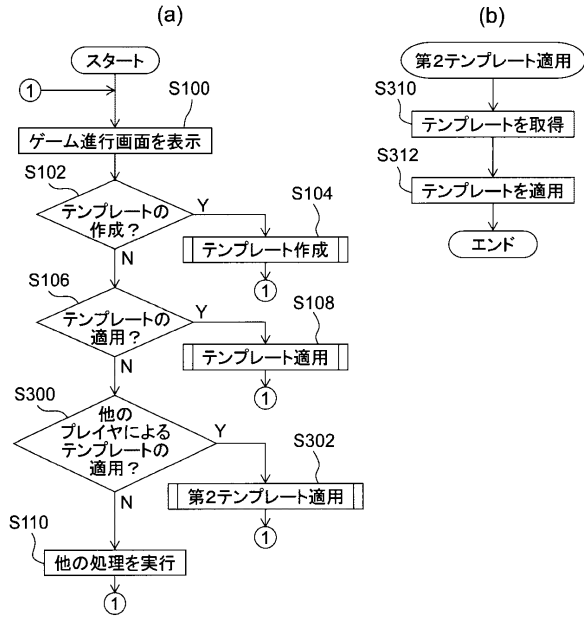 (a)
スタート
①
S100
ゲーム進行画面を表示
S102
テンプレートの
作成?
Y
N
S104
テンプレート作成
①
S106
テンプレートの
適用?
Y
N
S108
テンプレート適用
①
S300
他の
プレイヤによる
テンプレートの
適用?
Y
N
S302
第2テンプレート適用
①
S110
他の処理を実行
①
(b)
第2テンプレート適用
S310
テンプレートを取得
S312
テンプレートを適用
エンド